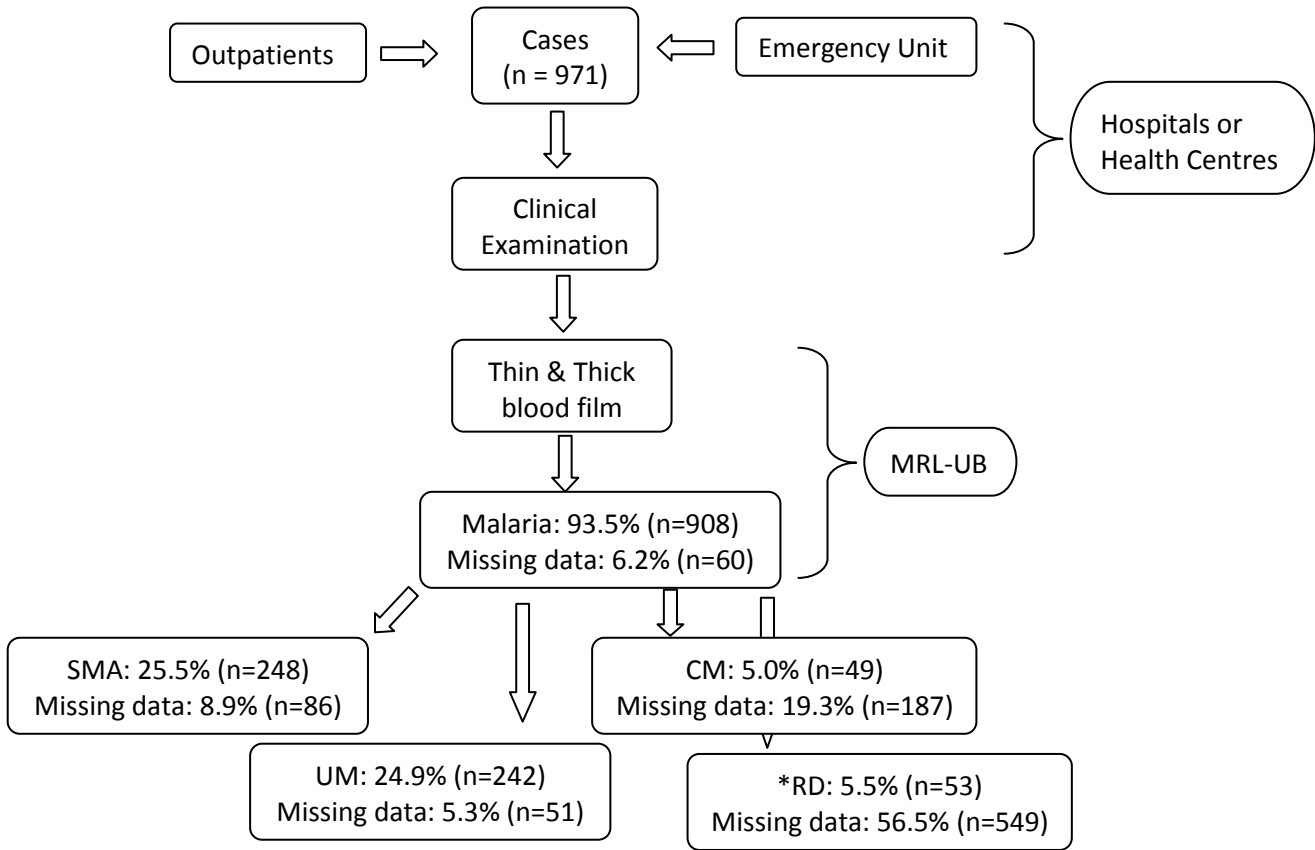 Outpatients
Cases
(n = 971)
Emergency Unit
Hospitals or
Health Centres
Clinical
Examination
Thin & Thick
blood film
MRL-UB
Malaria: 93.5% (n=908)
Missing data: 6.2% (n=60)
SMA: 25.5% (n=248)
Missing data: 8.9% (n=86)
CM: 5.0% (n=49)
Missing data: 19.3% (n=187)
UM: 24.9% (n=242)
Missing data: 5.3% (n=51)
*RD: 5.5% (n=53)
Missing data: 56.5% (n=549)